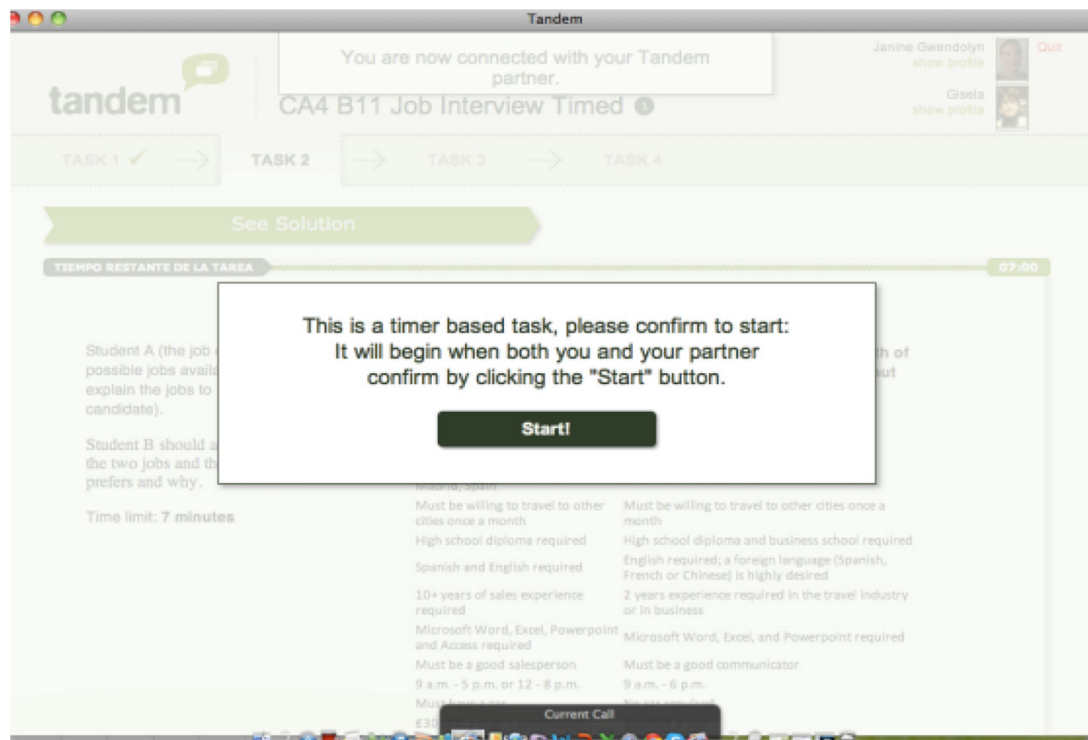 Tandem
You are now connected with your Tandem
partner.
Janine Gwendolyn
show profile
Quit
tandem
CA4 B11 Job Interview Timed
Gisela
show profile
TASK 1 ✓
TASK 2
TASK 3
TASK 4
See Solution
TIEMPO RESTANTE DE LA TAREA
07:00
This is a timer based task, please confirm to start:
It will begin when both you and your partner
confirm by clicking the "Start" button.
Start!
Student A (the job
possible jobs
explain the jobs to
candidate).
Student B should
the two jobs and
prefers and why.
Time limit: 7 minutes
of
Madrid, Spain
Must be willing to travel to other
cities once a month
Must be willing to travel to other cities once a
month
High school diploma required
High school diploma and business school required
Spanish and English required
English required; a foreign language (Spanish,
French or Chinese) is highly desired
10+ years of sales experience
required
2 years experience required in the travel industry
or in business
Microsoft Word, Excel, Powerpoint
and Access required
Microsoft Word, Excel, and Powerpoint required
Must be a good salesperson
Must be a good communicator
9 a.m. - 5 p.m. or 12 - 8 p.m.
9 a.m. - 6 p.m.
Current Call